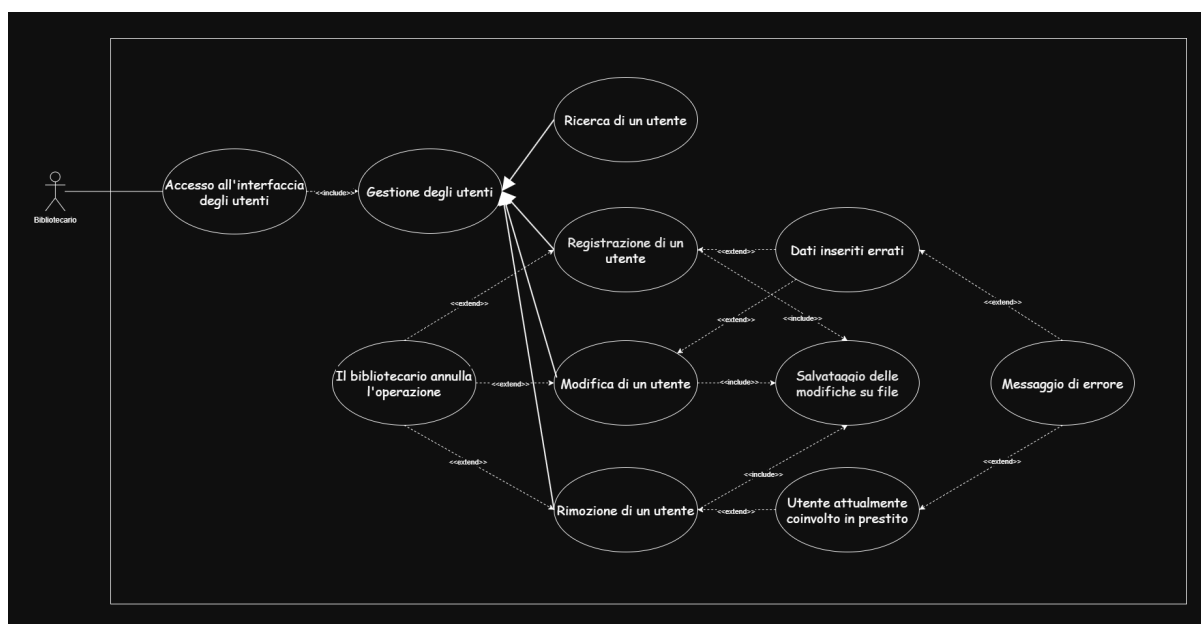 Ricerca di un utente
Accesso all'interfaccia
degli utenti
<<include>>
Gestione degli utenti
Bibliotecario
Registrazione di un
utente
<<extend>>
Dati inseriti errati
<<extend>>
<<extend>>
<<include>>
<<extend>>
Il bibliotecario annulla
l'operazione
<<extend>>
Modifica di un utente
<<include>>
Salvataggio delle
modifiche su file
Messaggio di errore
<<extend>>
<<include>>
<<extend>>
Rimozione di un utente
<<extend>>
Utente attualmente
coinvolto in prestito